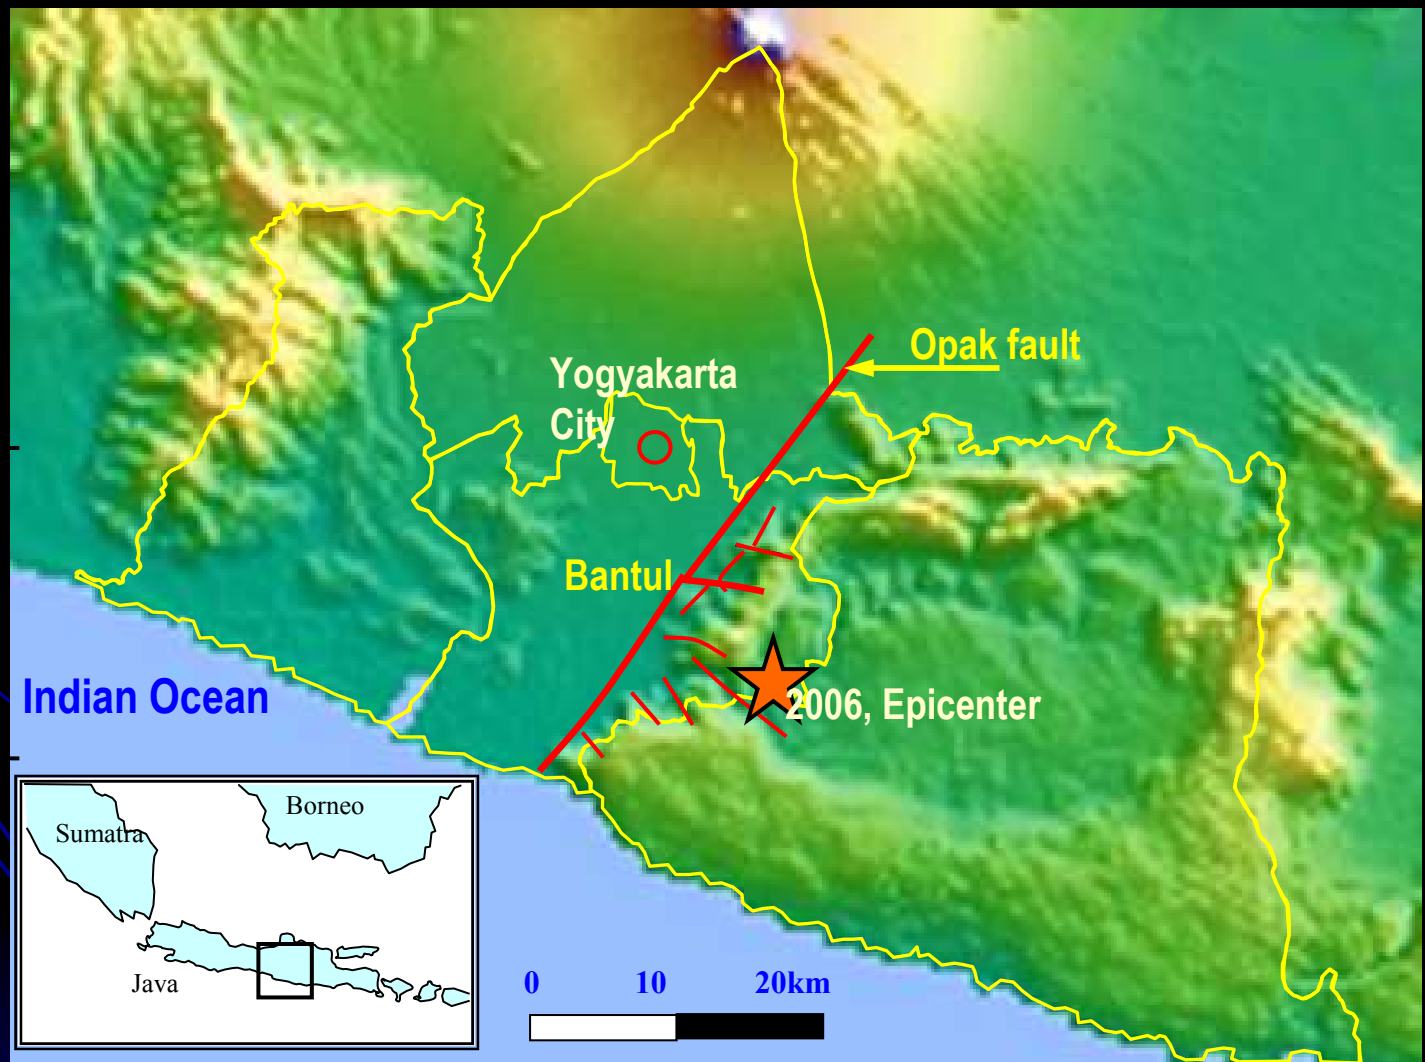 Opak fault
Yogyakarta
City
Bantul
Indian Ocean
2006, Epicenter
Borneo
Sumatra
Java
0 10 20km